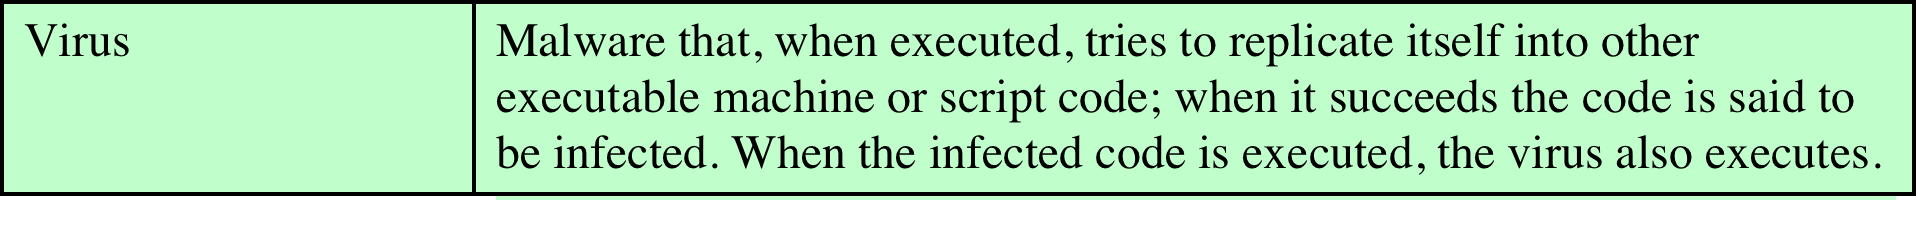 Virus
Malware that, when executed, tries to replicate itself into other
executable machine or script code; when it succeeds the code is said to
be infected. When the infected code is executed, the virus also executes.